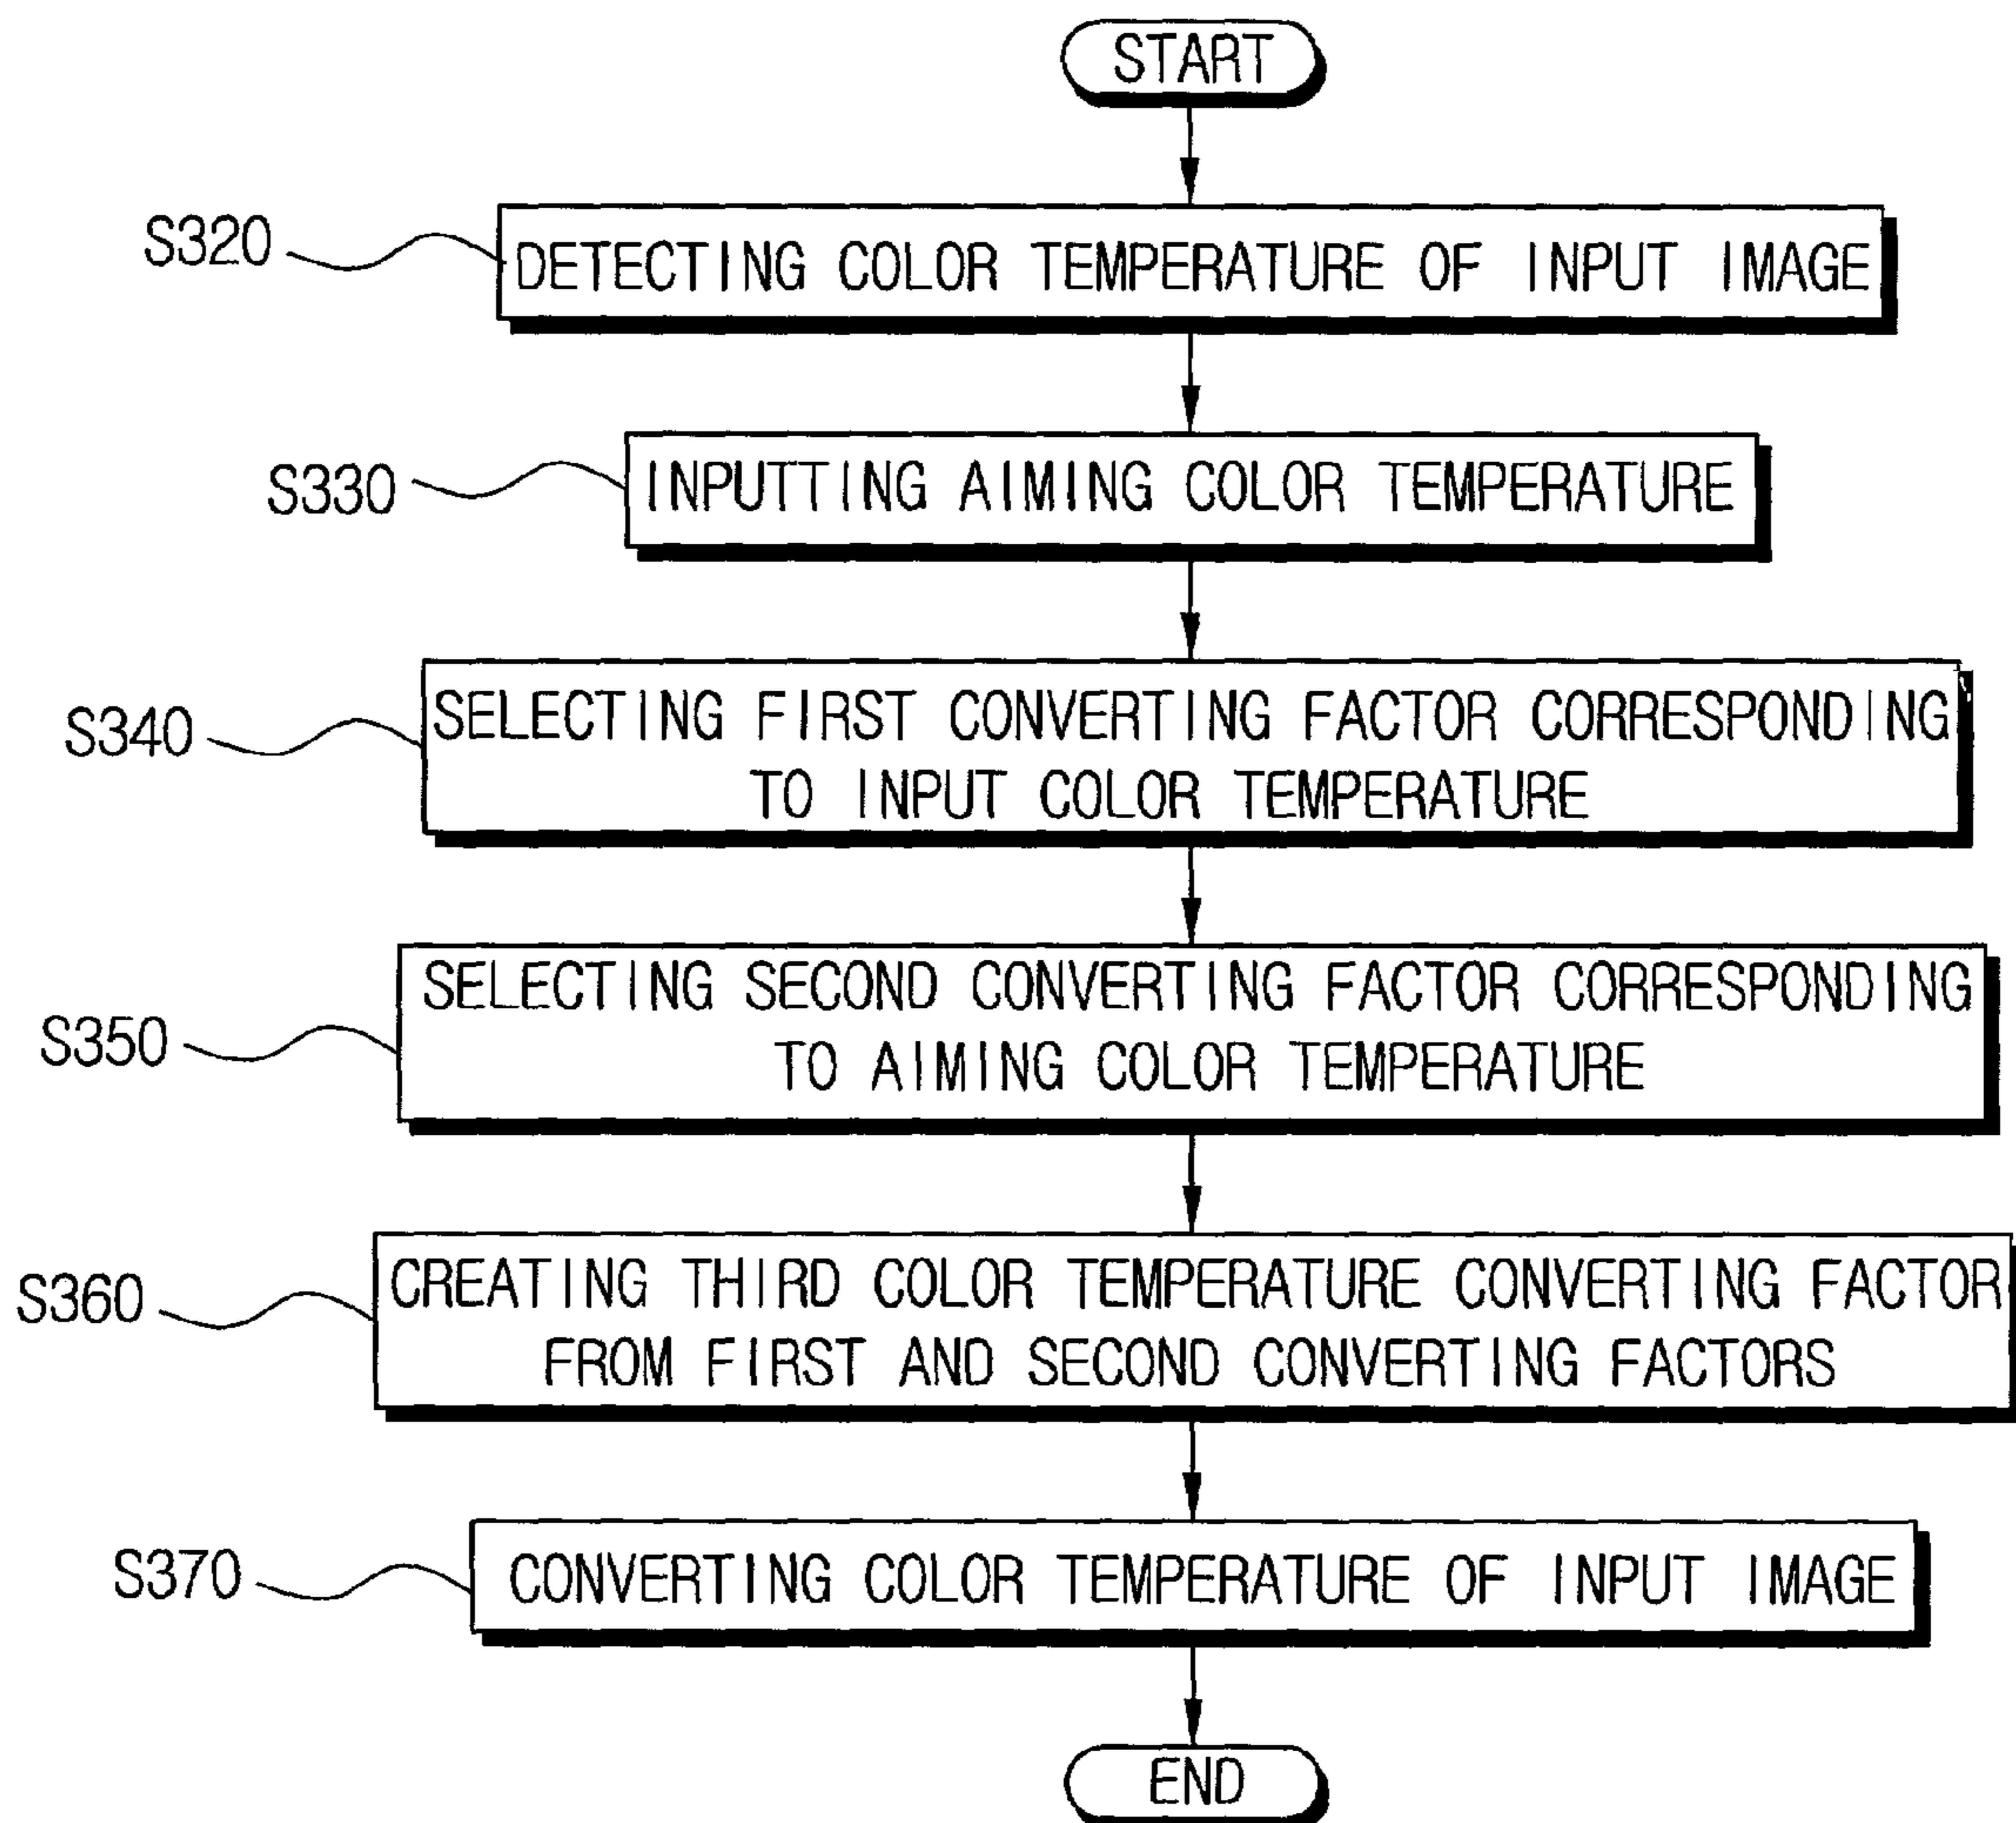 START
S320
DETECTING COLOR TEMPERATURE OF INPUT IMAGE
S330
INPUTTING AIMING COLOR TEMPERATURE
S340
SELECTING FIRST CONVERTING FACTOR CORRESPONDING
TO INPUT COLOR TEMPERATURE
S350
SELECTING SECOND CONVERTING FACTOR CORRESPONDING
TO AIMING COLOR TEMPERATURE
S360
CREATING THIRD COLOR TEMPERATURE CONVERTING FACTOR
FROM FIRST AND SECOND CONVERTING FACTORS
S370
CONVERTING COLOR TEMPERATURE OF INPUT IMAGE
END